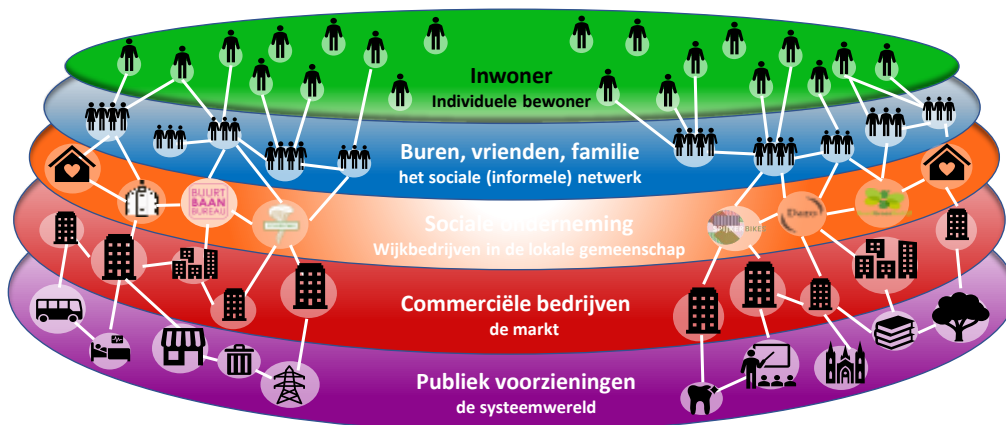 Inwoner
Individuele bewoner
Buren, vrienden, familie
het sociale (informele) netwerk
BUURT
BAAN
BUREAU
Sociale onderneming
Wijkbedrijven in de lokale gemeenschap
BIKE
Commerciële bedrijven
de markt
Publiek voorzieningen
de systeemwereld